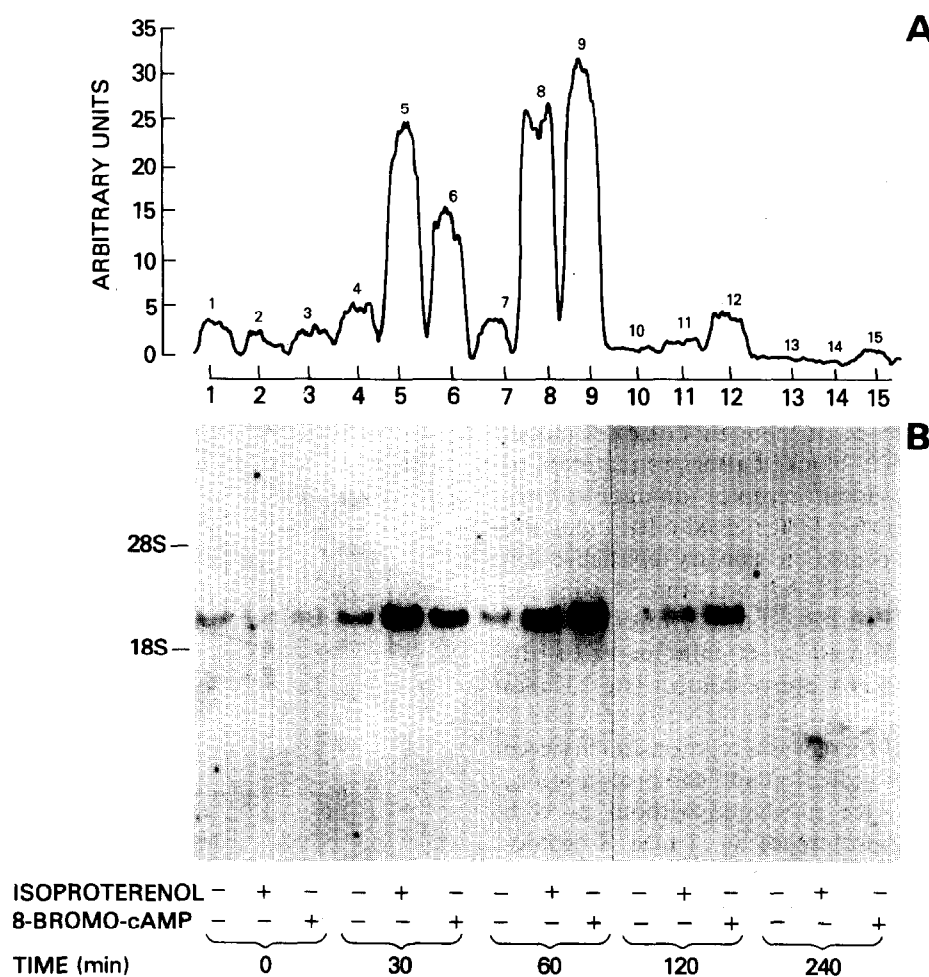 A
ARBITRARY UNITS
35
30
25
20
15
10
5
0
1 2 3 4 5 6 7 8 9 10 11 12 13 14 15
1 2 3 4 5 6 7 8 9 10 11 12 13 14 15
B
28S
18S
ISOPROTERENOL - + - - + - - + - - + - - + -
8-BROMO-cAMP - - + - - + - - + - - + - - +
TIME (min) 0 30 60 120 240